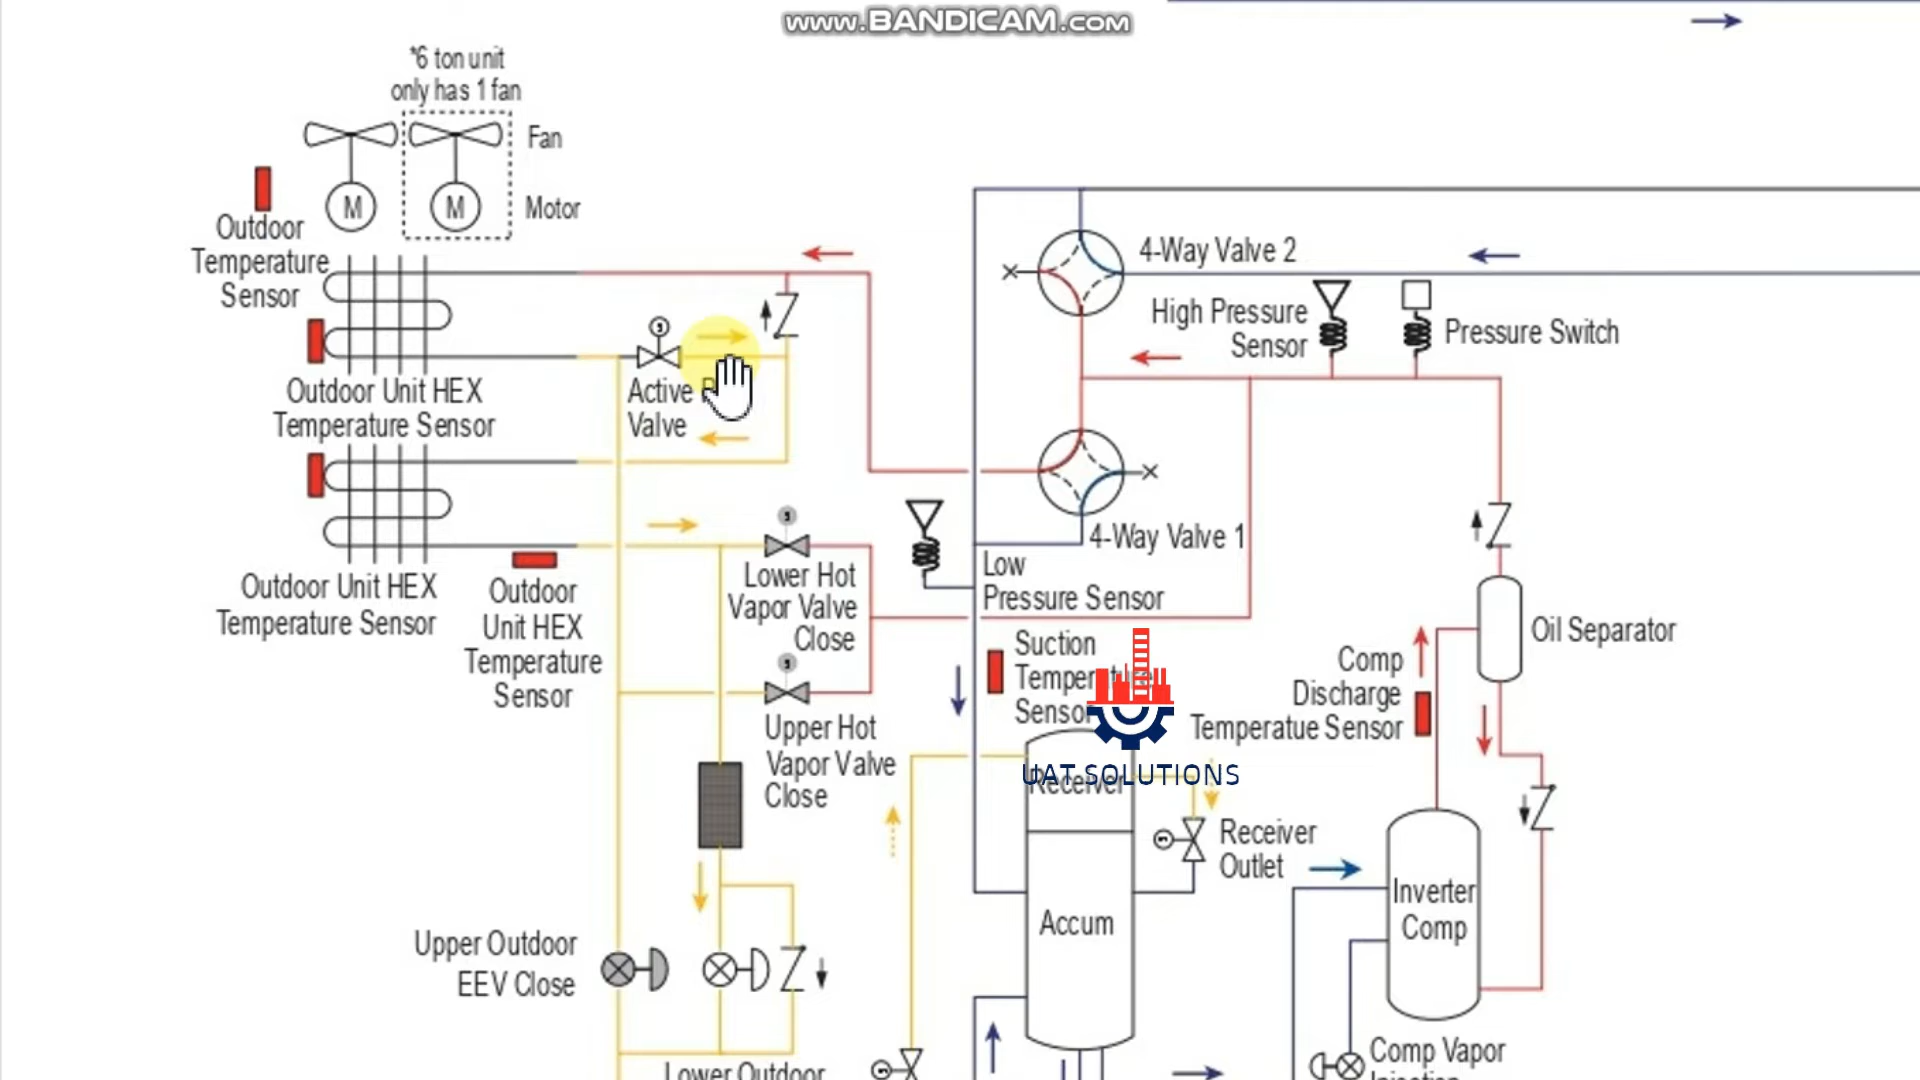 www.BANDICAM.com
*6 ton unit
only has 1 fan
Fan
M
M
Motor
Outdoor
Temperature
Sensor
4-Way Valve 2
High Pressure
Sensor
Pressure Switch
Outdoor Unit HEX
Temperature Sensor
Active
Valve
4-Way Valve 1
Low
Pressure Sensor
Lower Hot
Vapor Valve
Close
Outdoor Unit HEX
Temperature Sensor
Outdoor
Unit HEX
Temperature
Sensor
Oil Separator
Suction
Temperature
Sensor
Comp
Discharge
Temperatue Sensor
Upper Hot
Vapor Valve
Close
UAT SOLUTIONS
Receiver
Receiver
Outlet
Inverter
Comp
Accum
Upper Outdoor
EEV Close
Comp Vapor
Injection
Lower Outdoor